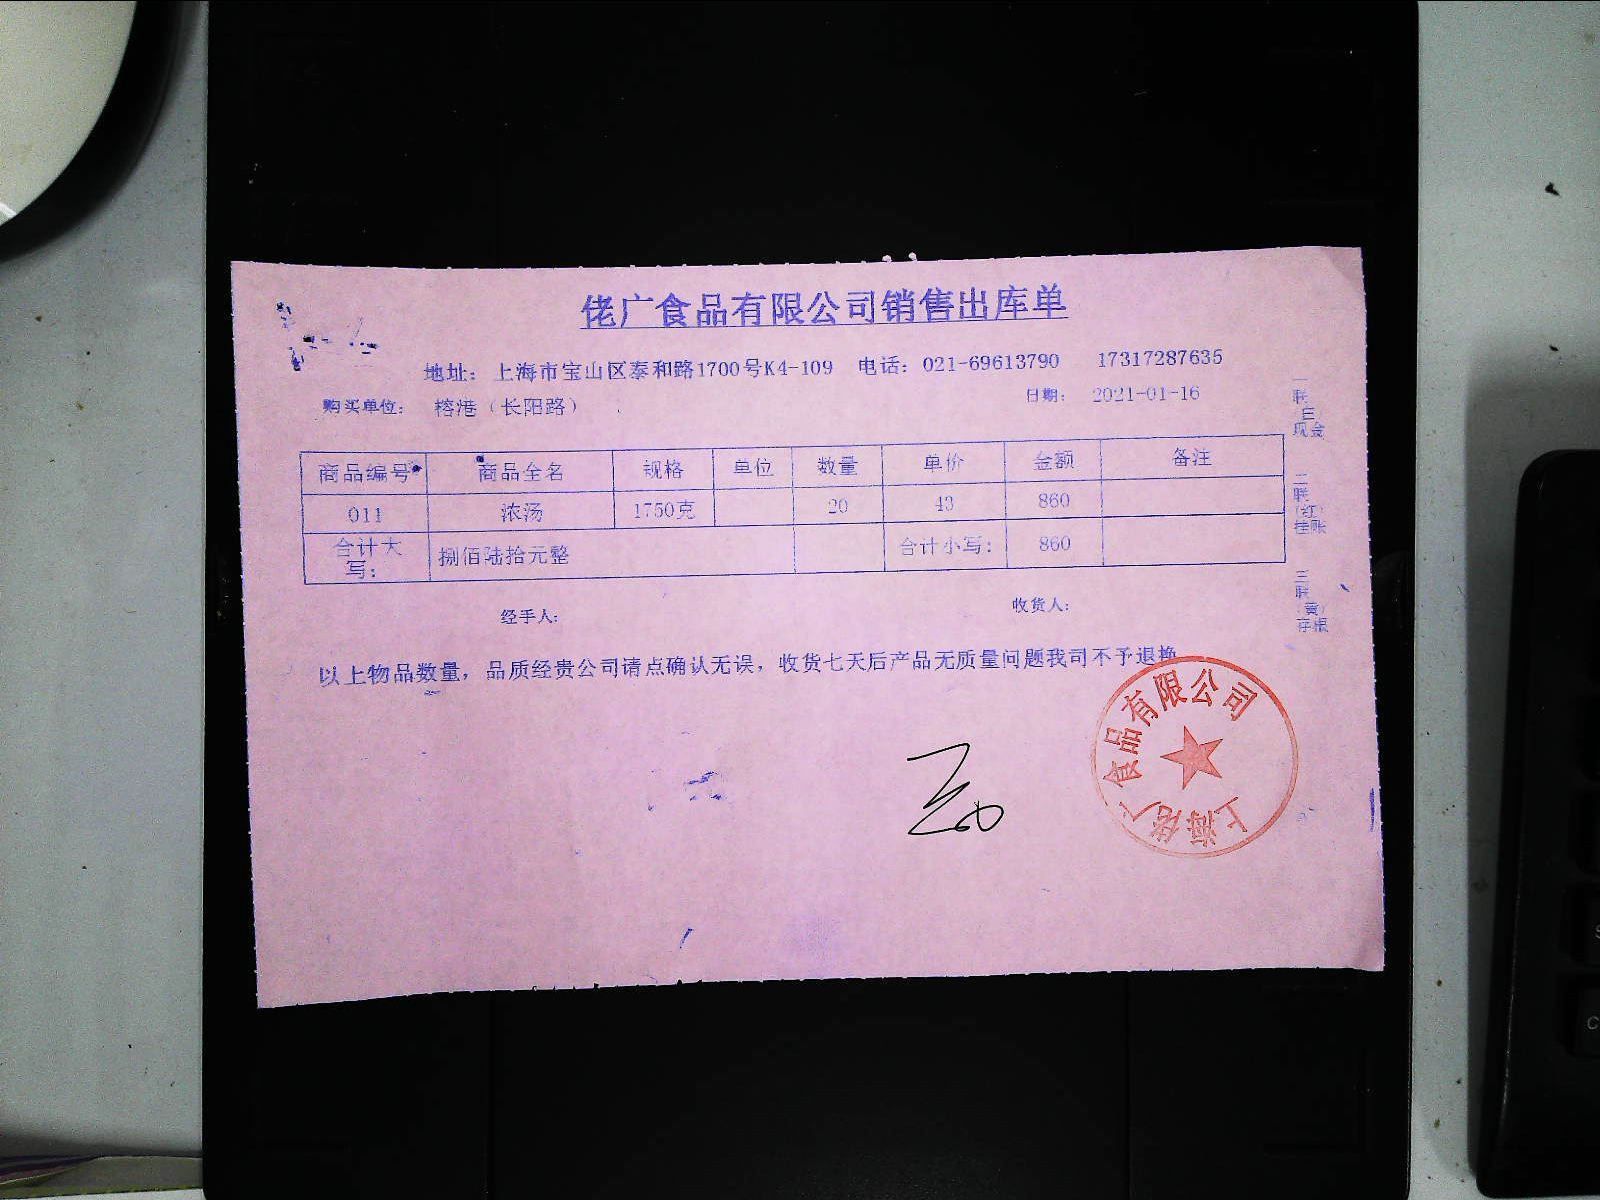 佬广食品有限公司销售出库单
地址: 上海市宝山区泰和路1700号K4-109 电话: 021-69613790 17317287635
购买单位: 榕港（长阳路） 日期: 2021-01-16
商品编号 商品全名 规格 单位 数量 单价 金额 备注
011 浓汤 1750克 20 43 860
合计大写: 捌佰陆拾元整 合计小写: 860
经手人: 收货人:
以上物品数量，品质经贵公司请点确认无误，收货七天后产品无质量问题我司不予退换
一联 白 现金
二联（红）挂账
三联（黄）存根
上海佬广食品有限公司